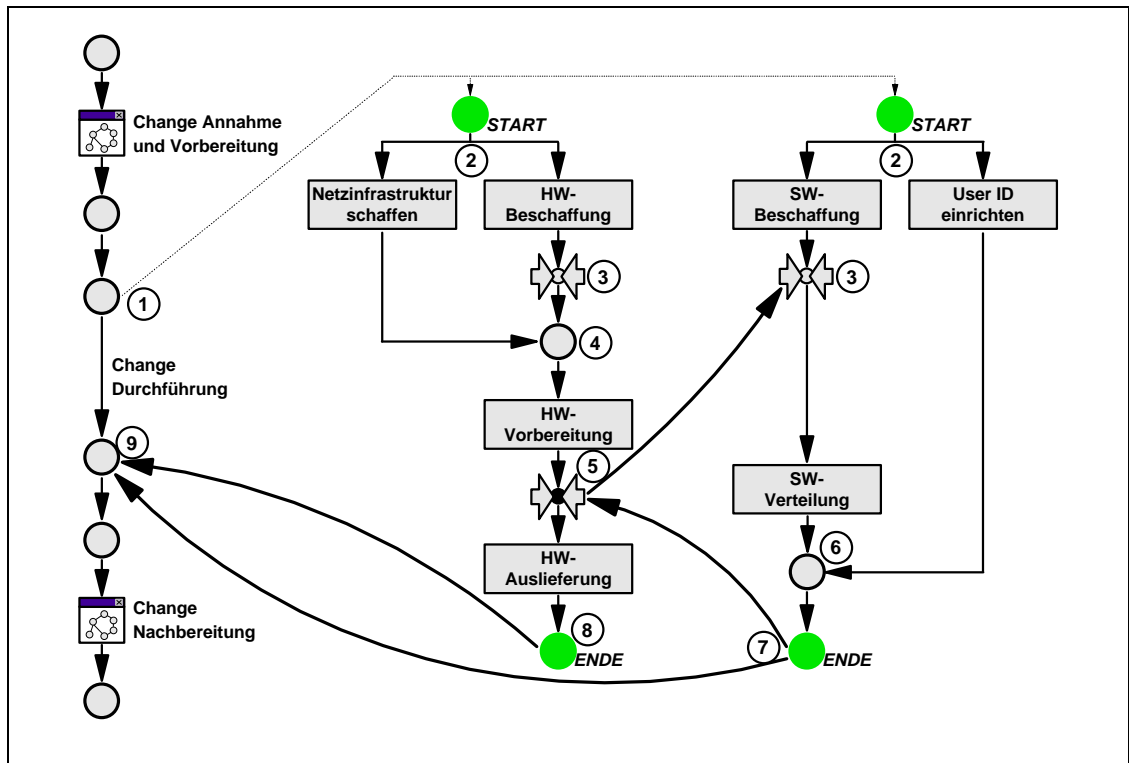 Change Annahme
und Vorbereitung
1
Change
Durchführung
9
Change
Nachbereitung
START
2
Netzinfrastruktur
schaffen
HW-
Beschaffung
3
4
HW-
Vorbereitung
5
HW-
Auslieferung
8
ENDE
START
2
SW-
Beschaffung
User ID
einrichten
3
SW-
Verteilung
6
7
ENDE